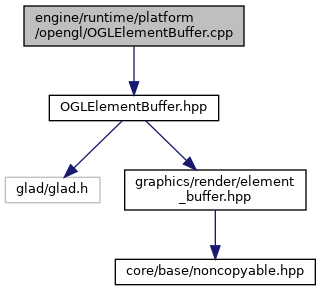 engine/runtime/platform
/opengl/OGLElementBuffer.cpp
OGLElementBuffer.hpp
glad/glad.h
graphics/render/element
_buffer.hpp
core/base/noncopyable.hpp